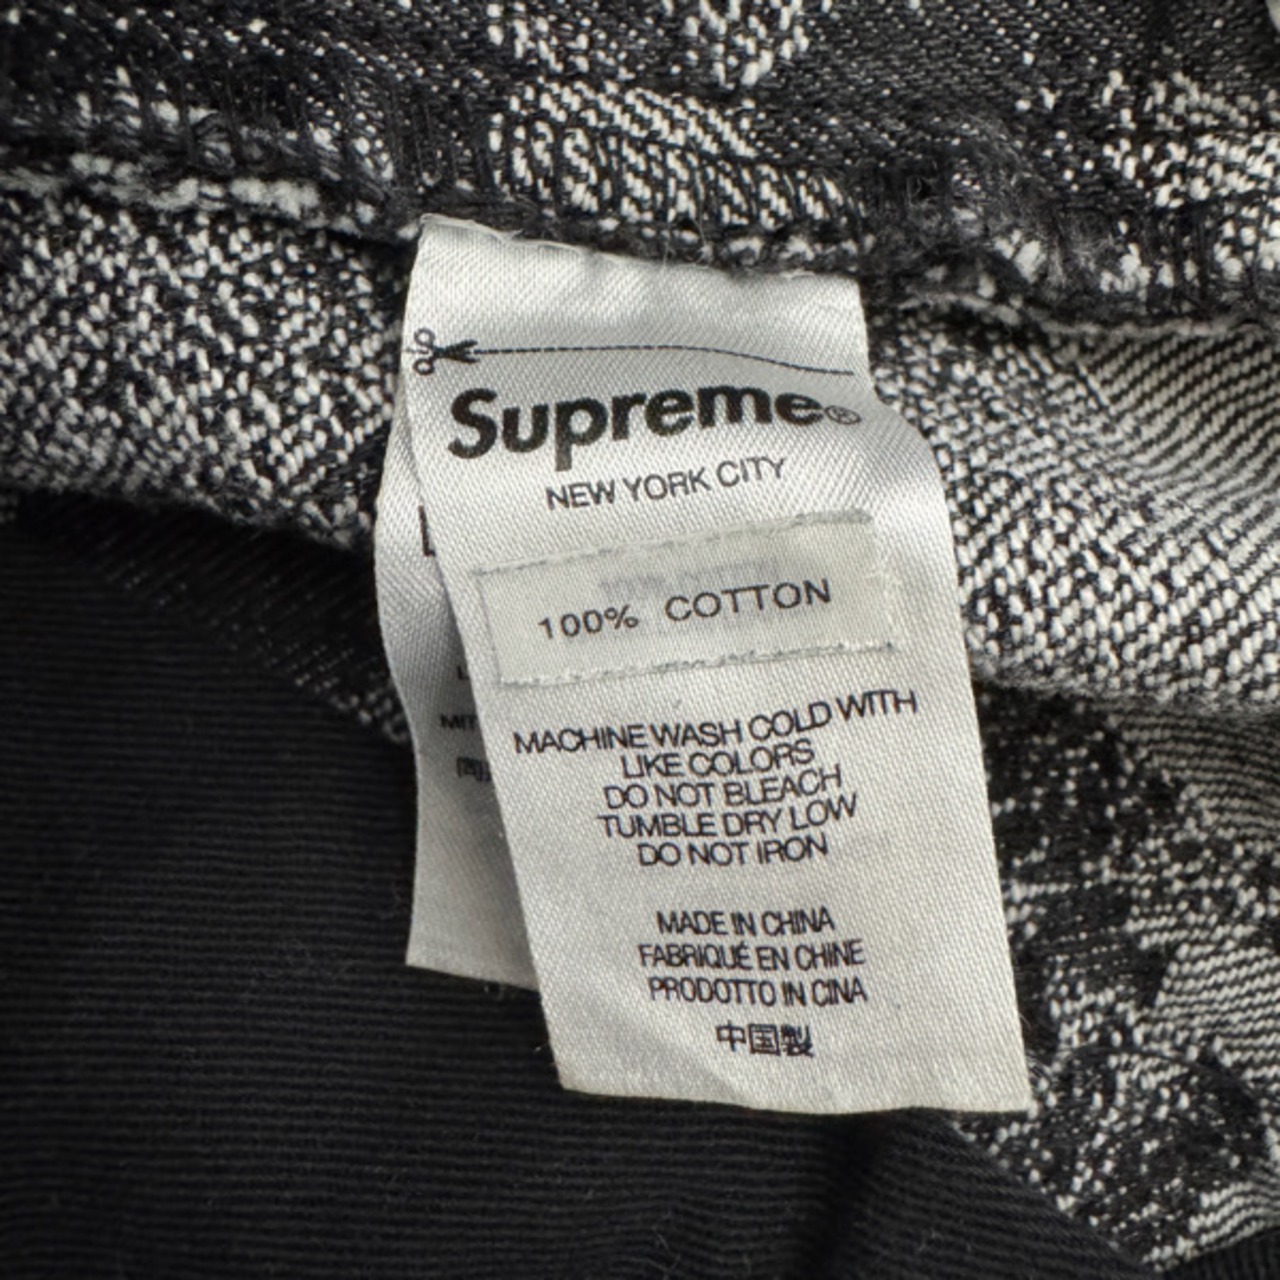 Supreme®
NEW YORK CITY
100% COTTON
MACHINE WASH COLD WITH
LIKE COLORS
DO NOT BLEACH
TUMBLE DRY LOW
DO NOT IRON
MADE IN CHINA
FABRIQUÉ EN CHINE
PRODOTTO IN CINA
中国製